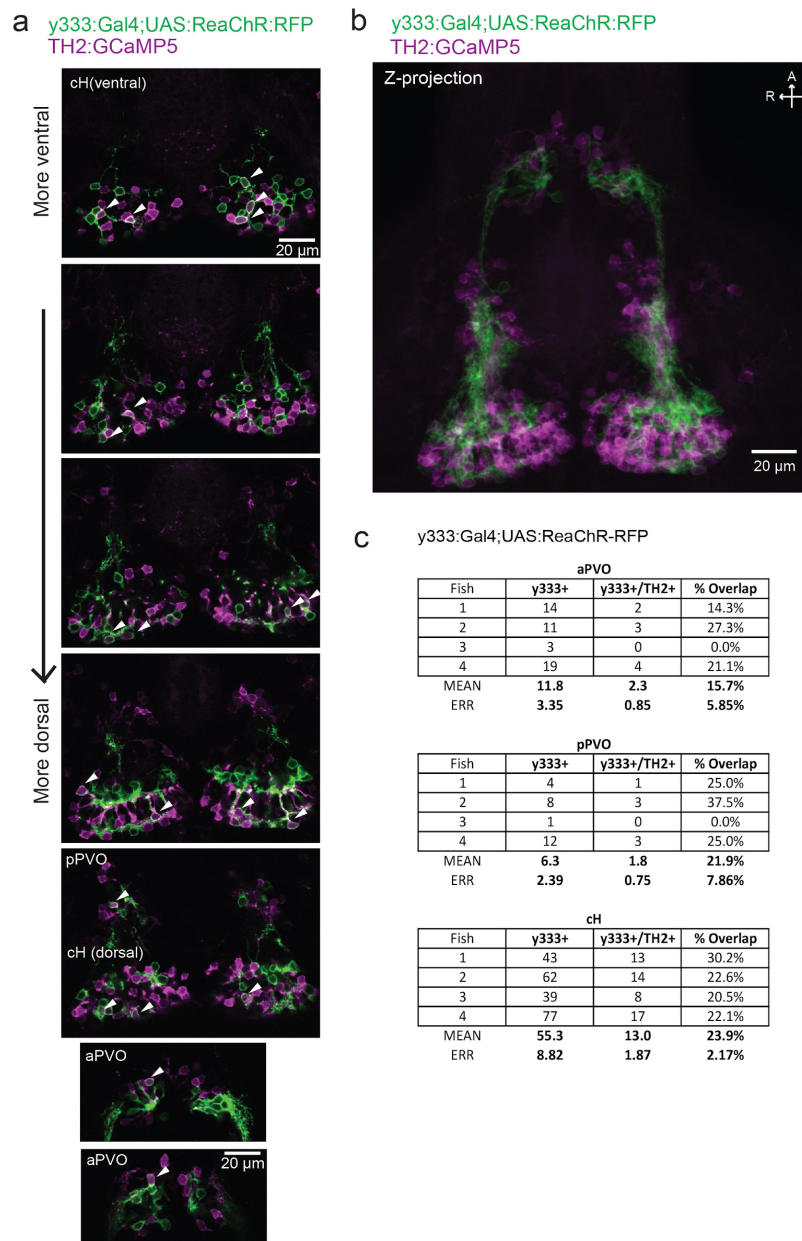 a
y333:Gal4;UAS:ReaChR:RFP
TH2:GCaMP5
cH(ventral)
20 µm
More ventral
More dorsal
pPVO
cH (dorsal)
aPVO
20 µm
aPVO
b
y333:Gal4;UAS:ReaChR:RFP
TH2:GCaMP5
Z-projection
A
R
20 µm
c
y333:Gal4;UAS:ReaChR-RFP
aPVO
Fish y333+ y333+/TH2+ % Overlap
1 14 2 14.3%
2 11 3 27.3%
3 3 0 0.0%
4 19 4 21.1%
MEAN 11.8 2.3 15.7%
ERR 3.35 0.85 5.85%
pPVO
Fish y333+ y333+/TH2+ % Overlap
1 4 1 25.0%
2 8 3 37.5%
3 1 0 0.0%
4 12 3 25.0%
MEAN 6.3 1.8 21.9%
ERR 2.39 0.75 7.86%
cH
Fish y333+ y333+/TH2+ % Overlap
1 43 13 30.2%
2 62 14 22.6%
3 39 8 20.5%
4 77 17 22.1%
MEAN 55.3 13.0 23.9%
ERR 8.82 1.87 2.17%